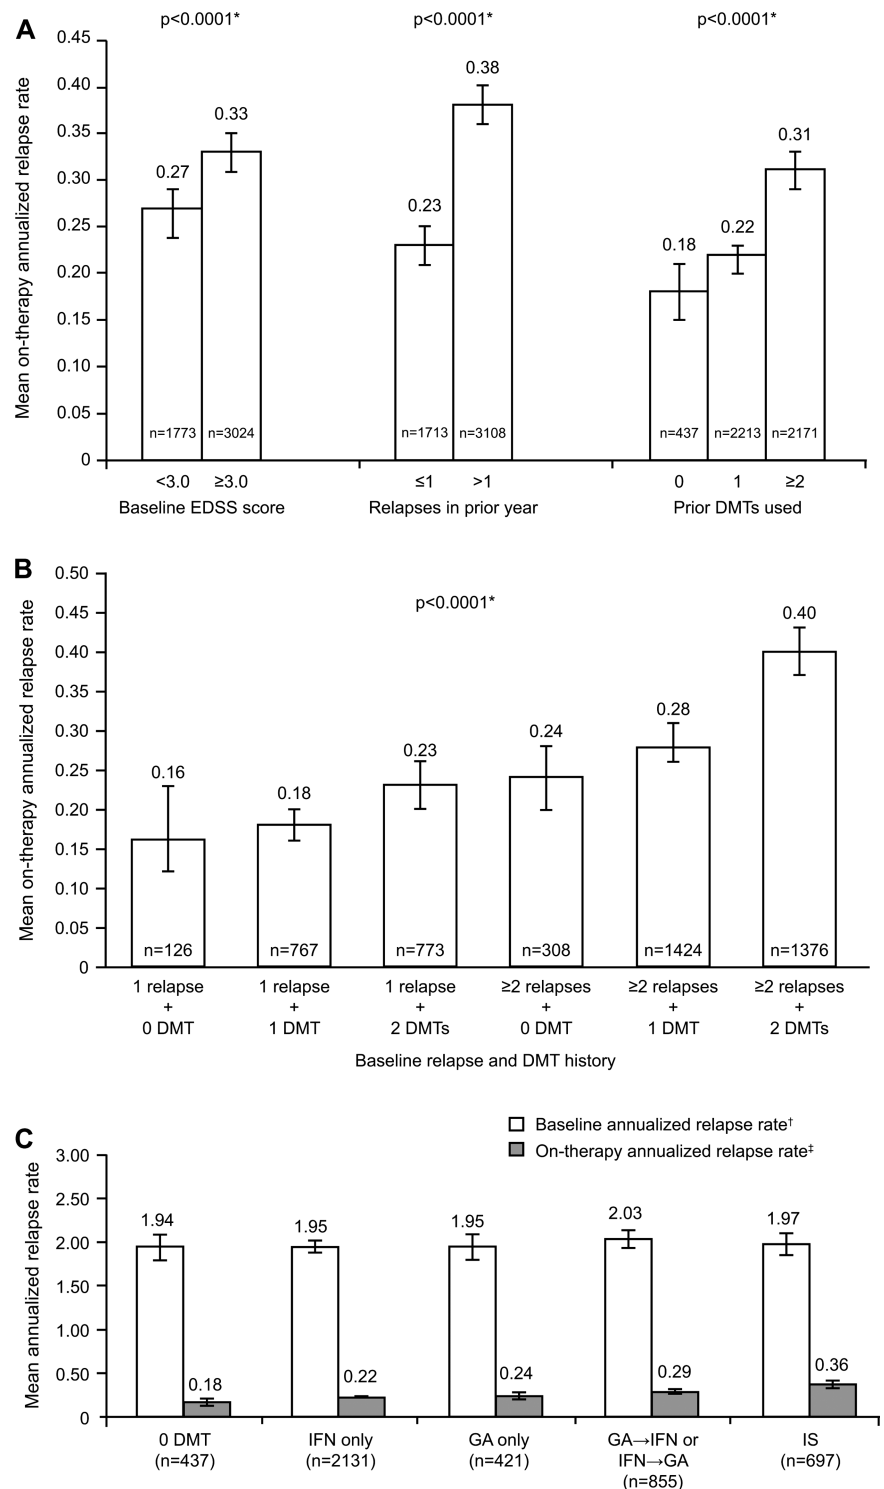 A
p<0.0001* p<0.0001* p<0.0001*
Mean on-therapy annualized relapse rate
0.45
0.40
0.35
0.30
0.25
0.20
0.15
0.10
0.05
0
0.27 0.33 0.23 0.38 0.18 0.22 0.31
n=1773 n=3024 n=1713 n=3108 n=437 n=2213 n=2171
<3.0 ≥3.0 ≤1 >1 0 1 ≥2
Baseline EDSS score Relapses in prior year Prior DMTs used
B
p<0.0001*
Mean on-therapy annualized relapse rate
0.50
0.45
0.40
0.35
0.30
0.25
0.20
0.15
0.10
0.05
0
0.16 0.18 0.23 0.24 0.28 0.40
n=126 n=767 n=773 n=308 n=1424 n=1376
1 relapse 1 relapse 1 relapse ≥2 relapses ≥2 relapses ≥2 relapses
+ + + + + +
0 DMT 1 DMT 2 DMTs 0 DMT 1 DMT 2 DMTs
Baseline relapse and DMT history
C
Baseline annualized relapse rate†
On-therapy annualized relapse rate‡
Mean annualized relapse rate
3.00
2.50
2.00
1.50
1.00
0.50
0
1.94 0.18 1.95 0.22 1.95 0.24 2.03 0.29 1.97 0.36
0 DMT IFN only GA only GA→IFN or IS
(n=437) (n=2131) (n=421) IFN→GA (n=697)
(n=855)